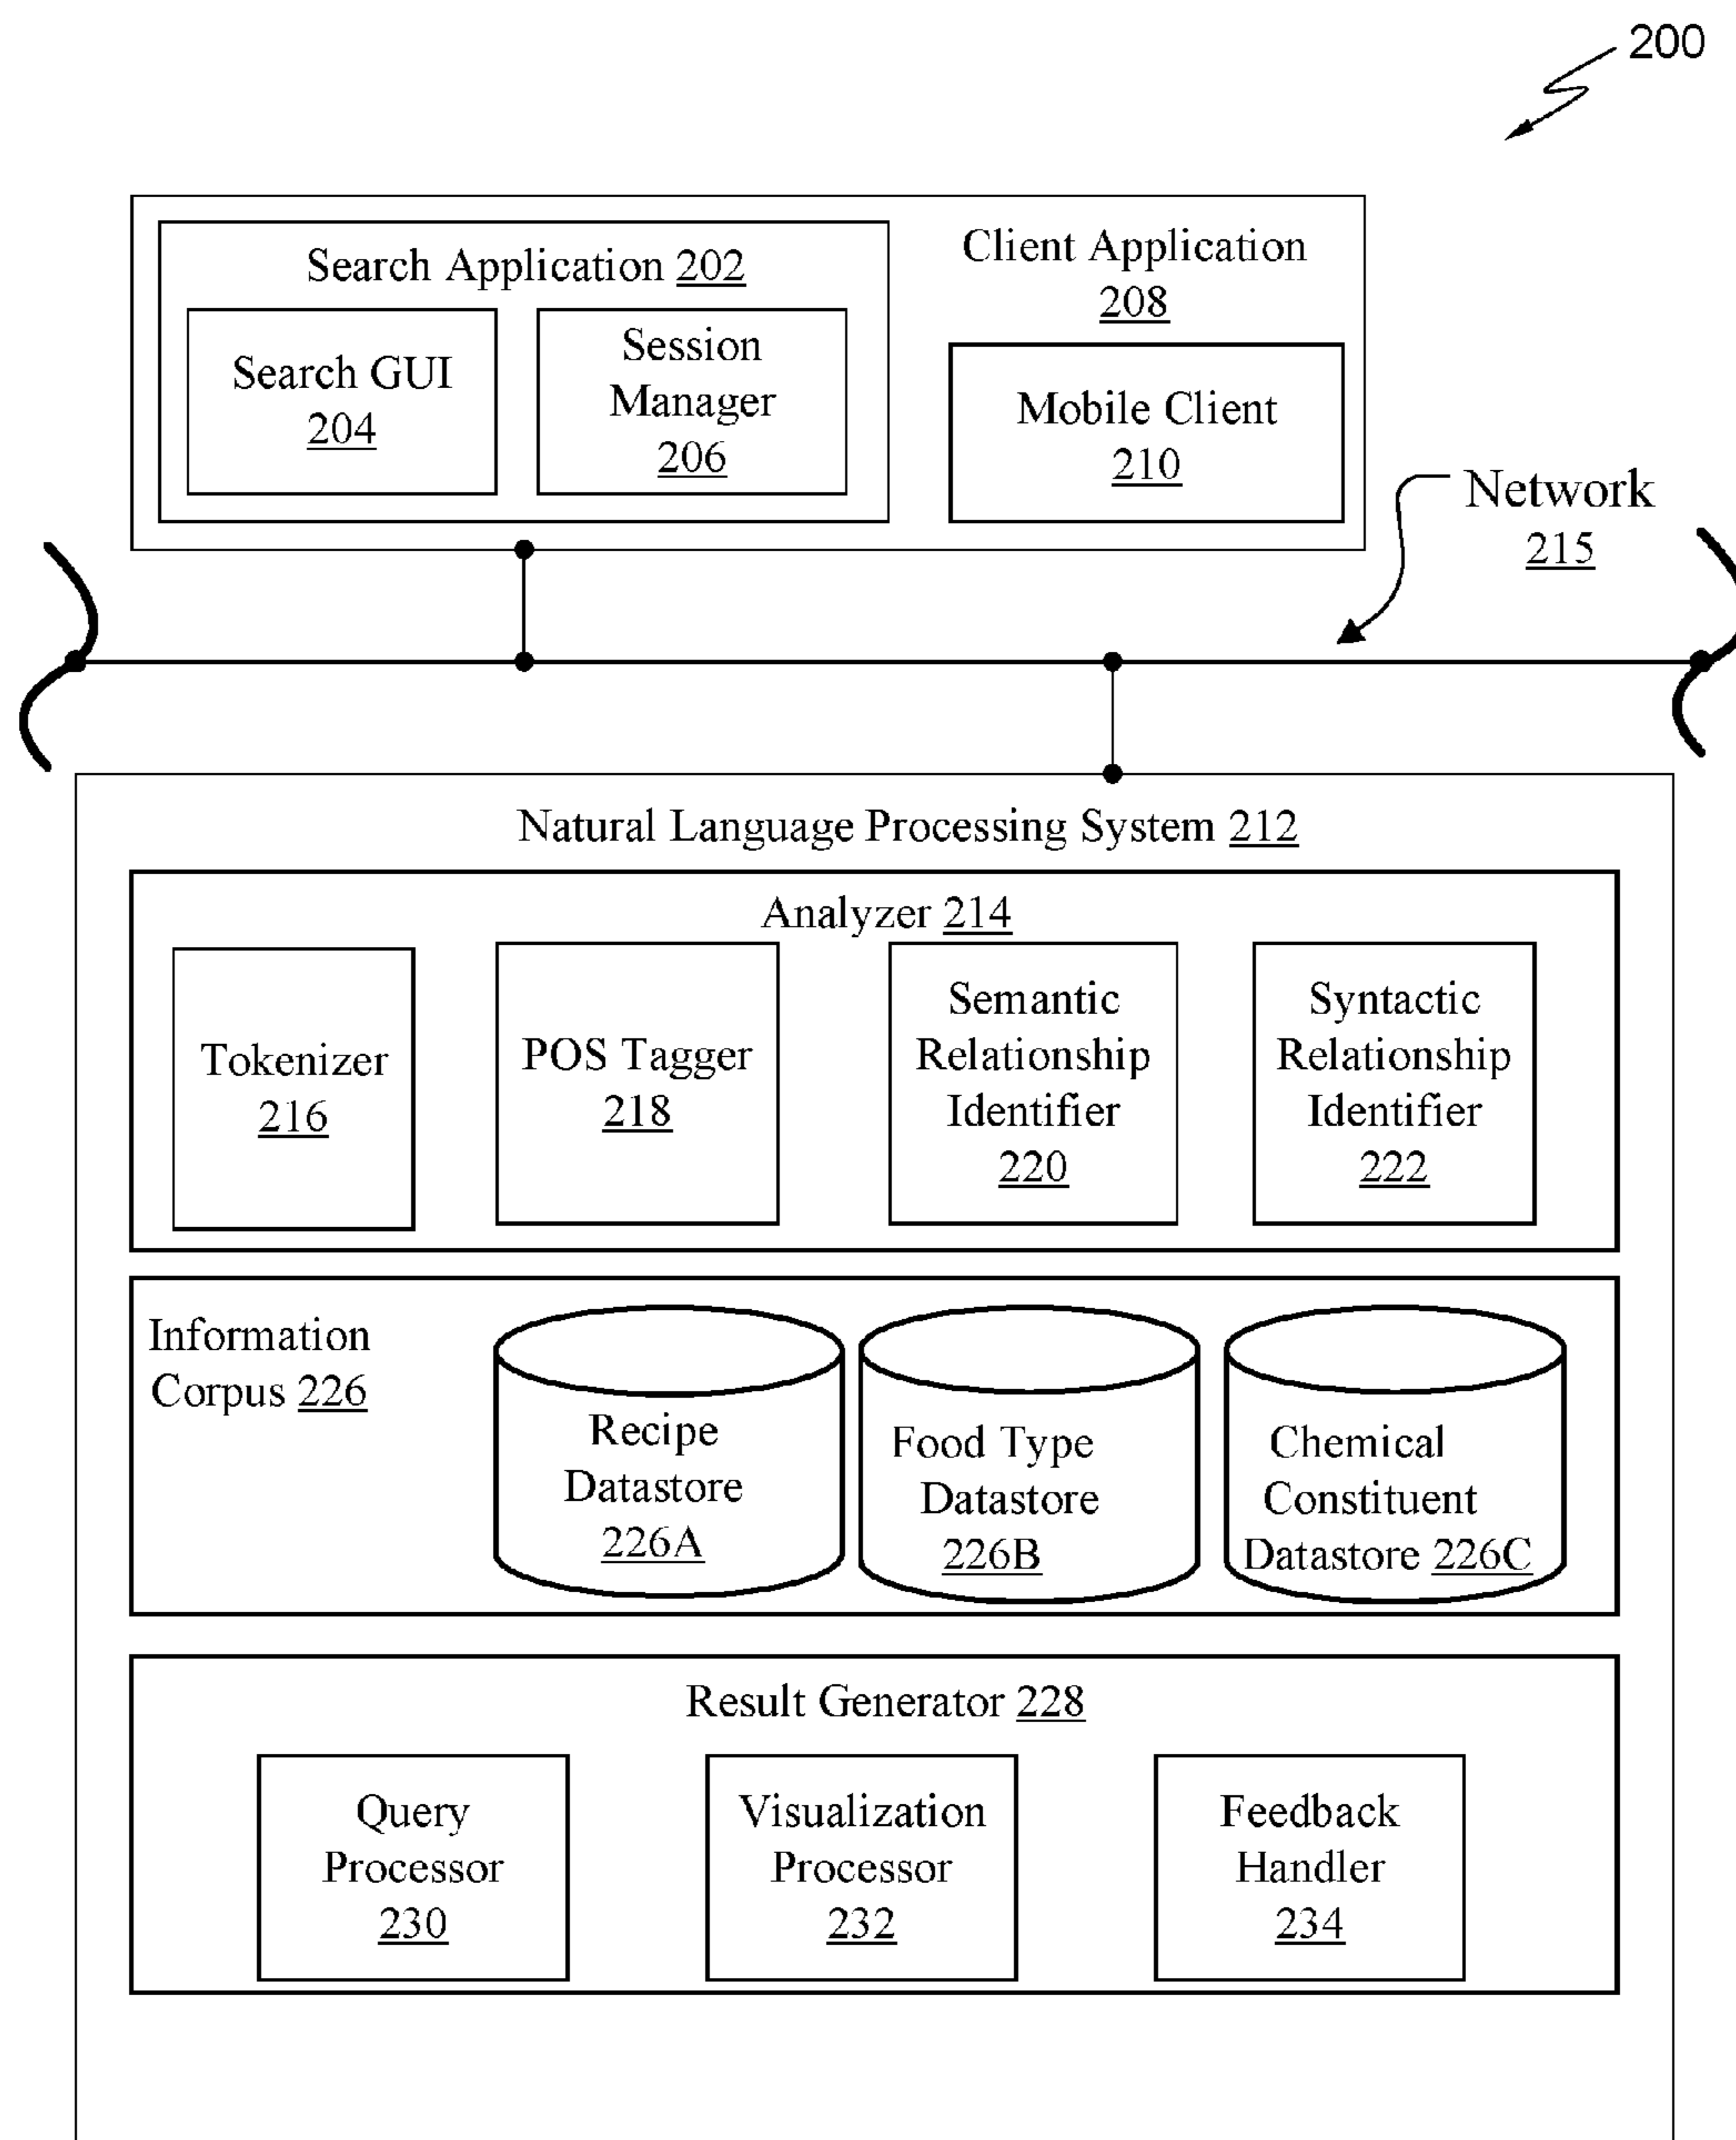 200
Search Application 202
Client Application
208
Search GUI
204
Session
Manager
206
Mobile Client
210
Network
215
Natural Language Processing System 212
Analyzer 214
Tokenizer
216
POS Tagger
218
Semantic
Relationship
Identifier
220
Syntactic
Relationship
Identifier
222
Information
Corpus 226
Recipe
Datastore
226A
Food Type
Datastore
226B
Chemical
Constituent
Datastore 226C
Result Generator 228
Query
Processor
230
Visualization
Processor
232
Feedback
Handler
234